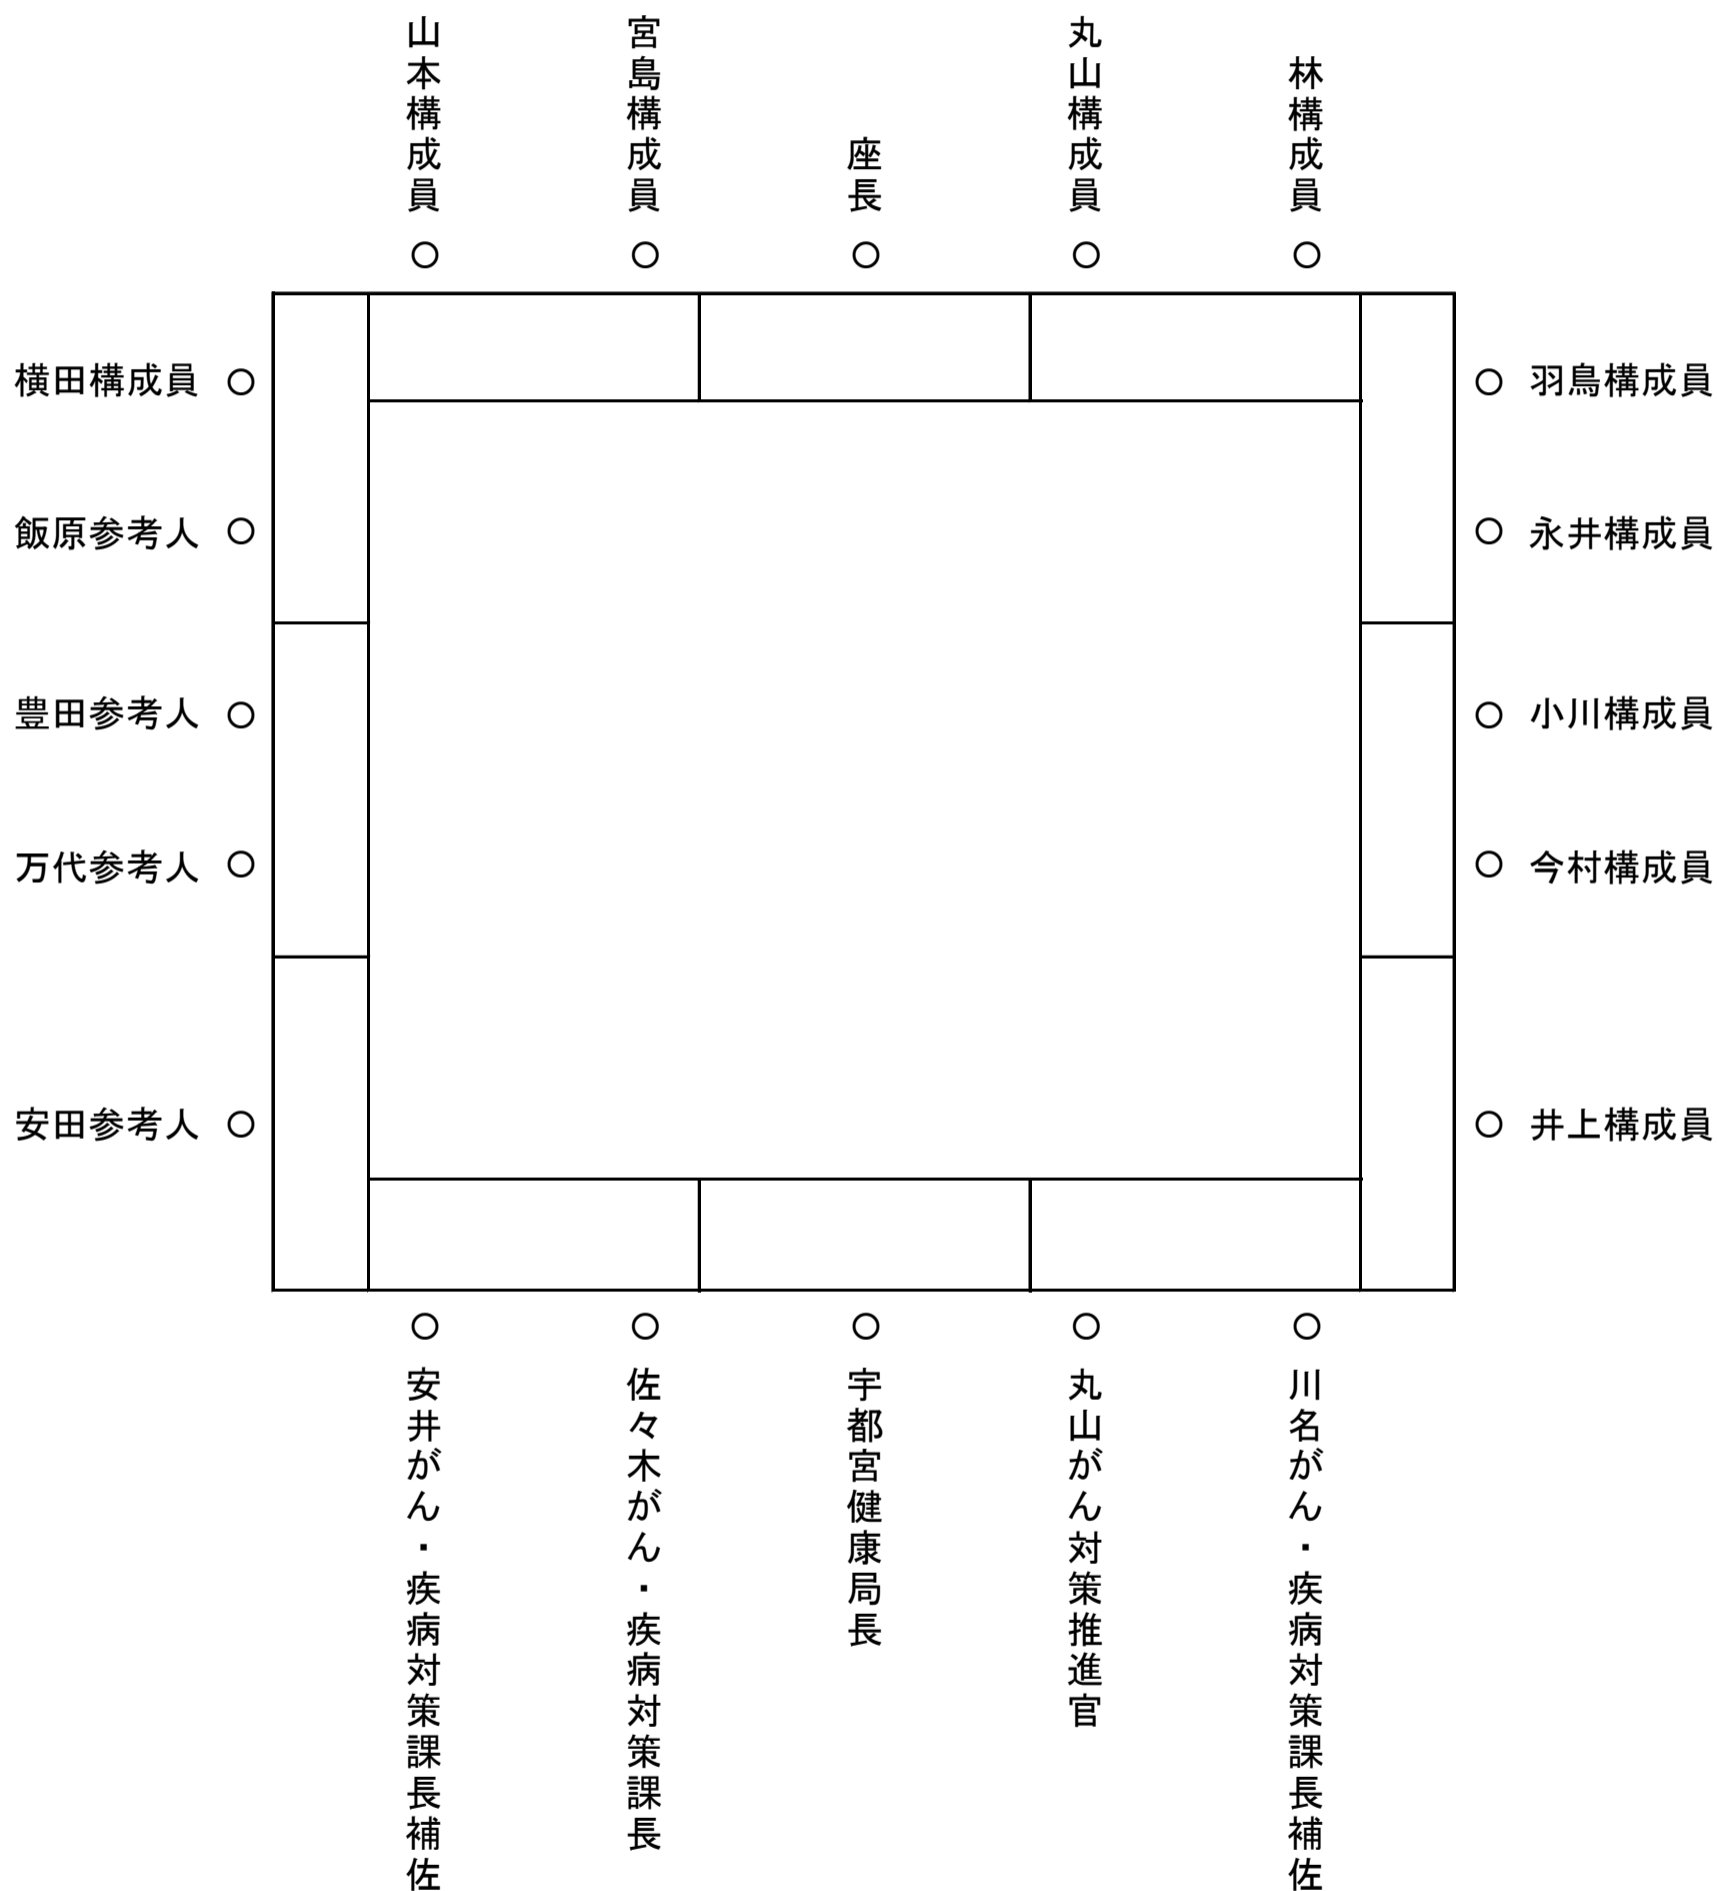 山本構成員
宮島構成員
座長
丸山構成員
林構成員
横田構成員
羽鳥構成員
飯原参考人
永井構成員
豊田参考人
小川構成員
万代参考人
今村構成員
安田参考人
井上構成員
安井がん・疾病対策課長補佐
佐々木がん・疾病対策課長
宇都宮健康局長
丸山がん対策推進官
川名がん・疾病対策課長補佐